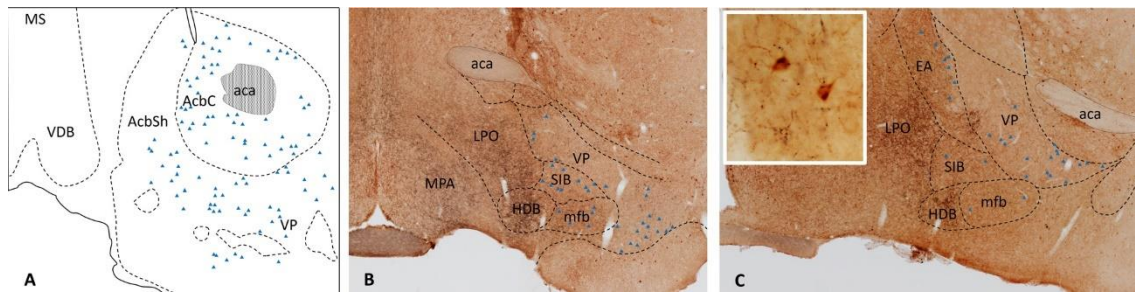 MS
VDB
AcbSh
AcbC
aca
VP
A
aca
LPO
MPA
VP
SIB
HDB
mfb
B
EA
LPO
VP
aca
SIB
HDB
mfb
C